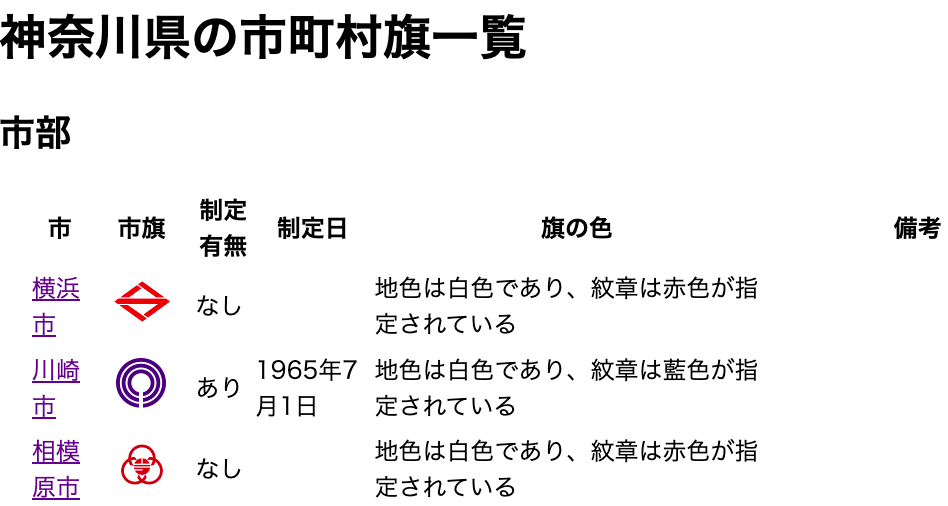 神奈川県の市町村旗一覧
市部
市 市旗 制定有無 制定日 旗の色 備考
横浜市 なし 地色は白色であり、紋章は赤色が指定されている
川崎市 あり 1965年7月1日 地色は白色であり、紋章は藍色が指定されている
相模原市 なし 地色は白色であり、紋章は赤色が指定されている